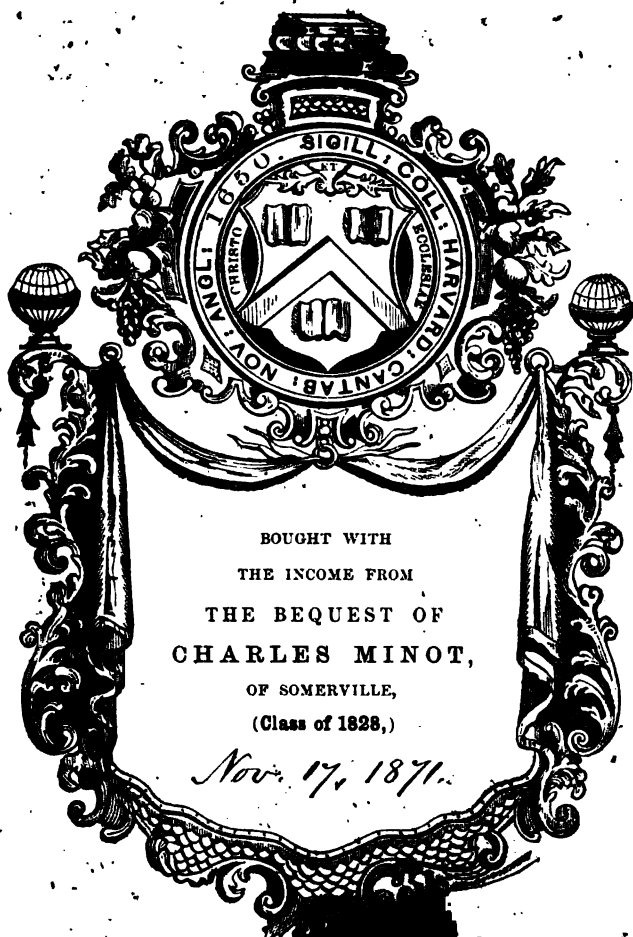 SIGILL: COLL: HARVARD: CANTAB: NOV: ANGL: 1650.
CHRISTO
ET
ECCLESIAE
BOUGHT WITH
THE INCOME FROM
THE BEQUEST OF
CHARLES MINOT,
OF SOMERVILLE,
(Class of 1828,)
Nov. 17, 1871.